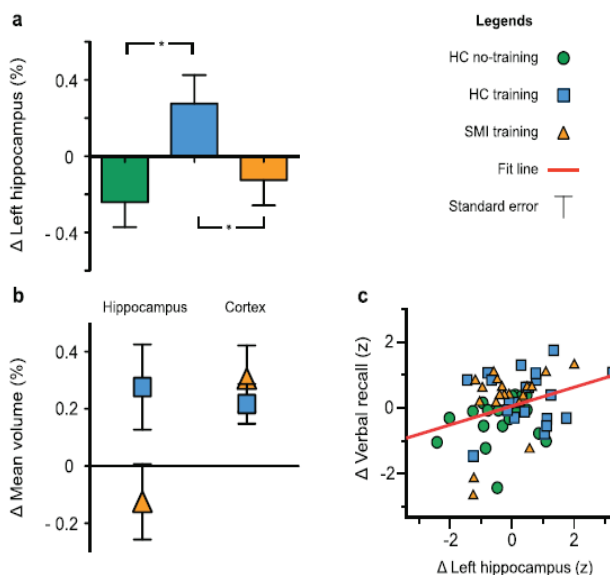 a
Δ Left hippocampus (%)
0.4
0
- 0.4
*
*
Legends
HC no-training
HC training
SMI training
Fit line
Standard error
b
Hippocampus
Cortex
Δ Mean volume (%)
0.4
0.2
0
- 0.2
c
Δ Verbal recall (z)
2
0
-2
-2
0
2
Δ Left hippocampus (z)